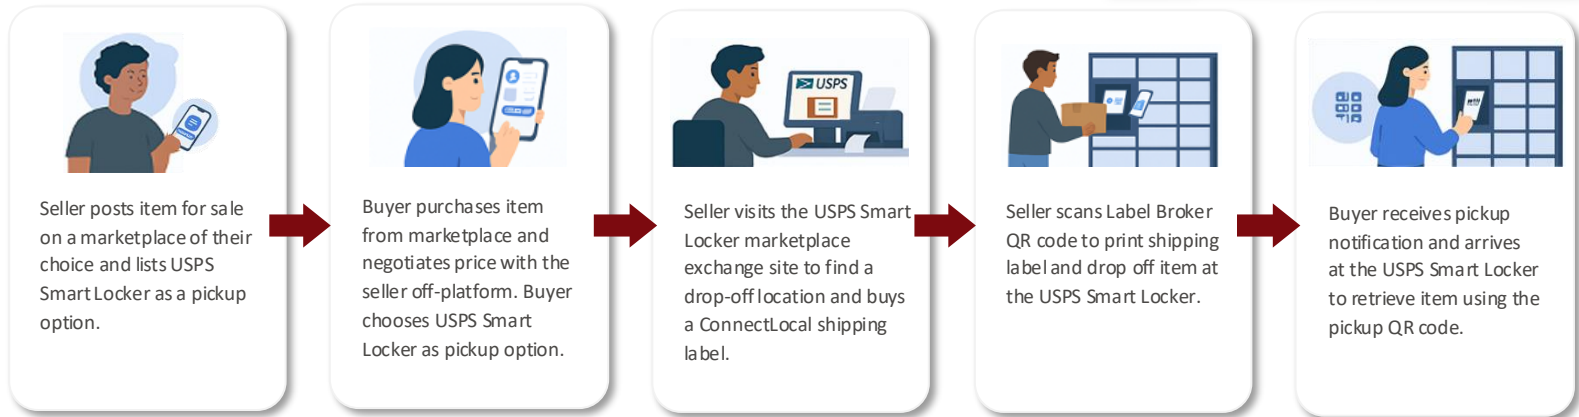 Seller posts item for sale
on a marketplace of their
choice and lists USPS
Smart Locker as a pickup
option.
Buyer purchases item
from marketplace and
negotiates price with the
seller off-platform. Buyer
chooses USPS Smart
Locker as pickup option.
USPS
Seller visits the USPS Smart
Locker marketplace
exchange site to find a
drop-off location and buys
a ConnectLocal shipping
label.
Seller scans Label Broker
QR code to print shipping
label and drop off item at
the USPS Smart Locker.
Buyer receives pickup
notification and arrives
at the USPS Smart Locker
to retrieve item using the
pickup QR code.